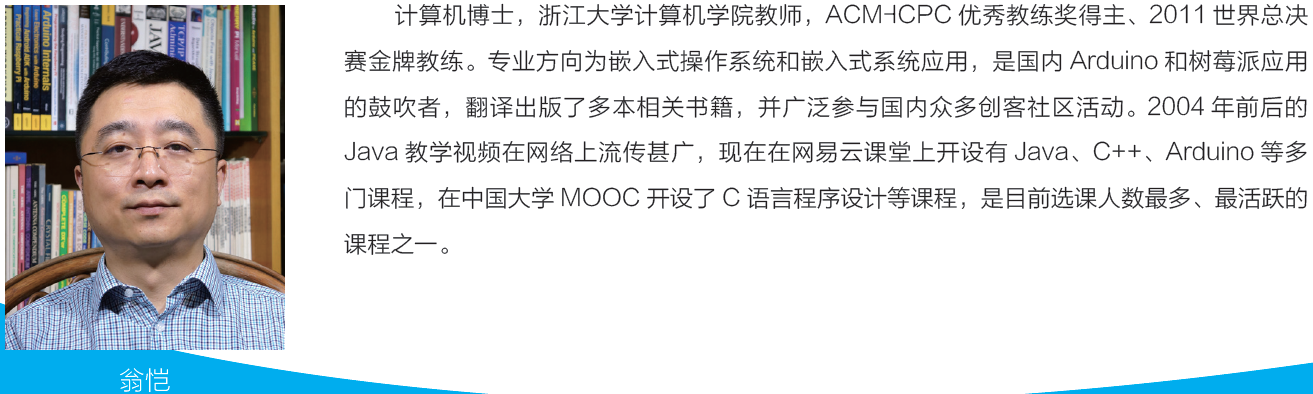 计算机博士，浙江大学计算机学院教师，ACM-ICPC 优秀教练奖得主、2011 世界总决
赛金牌教练。专业方向为嵌入式操作系统和嵌入式系统应用，是国内 Arduino 和树莓派应用
的鼓吹者，翻译出版了多本相关书籍，并广泛参与国内众多创客社区活动。2004 年前后的
Java 教学视频在网络上流传甚广，现在在网易云课堂上开设有 Java、C++、Arduino 等多
门课程，在中国大学 MOOC 开设了 C 语言程序设计等课程，是目前选课人数最多、最活跃的
课程之一。
Arduino Internals
TCP/IP
翁恺